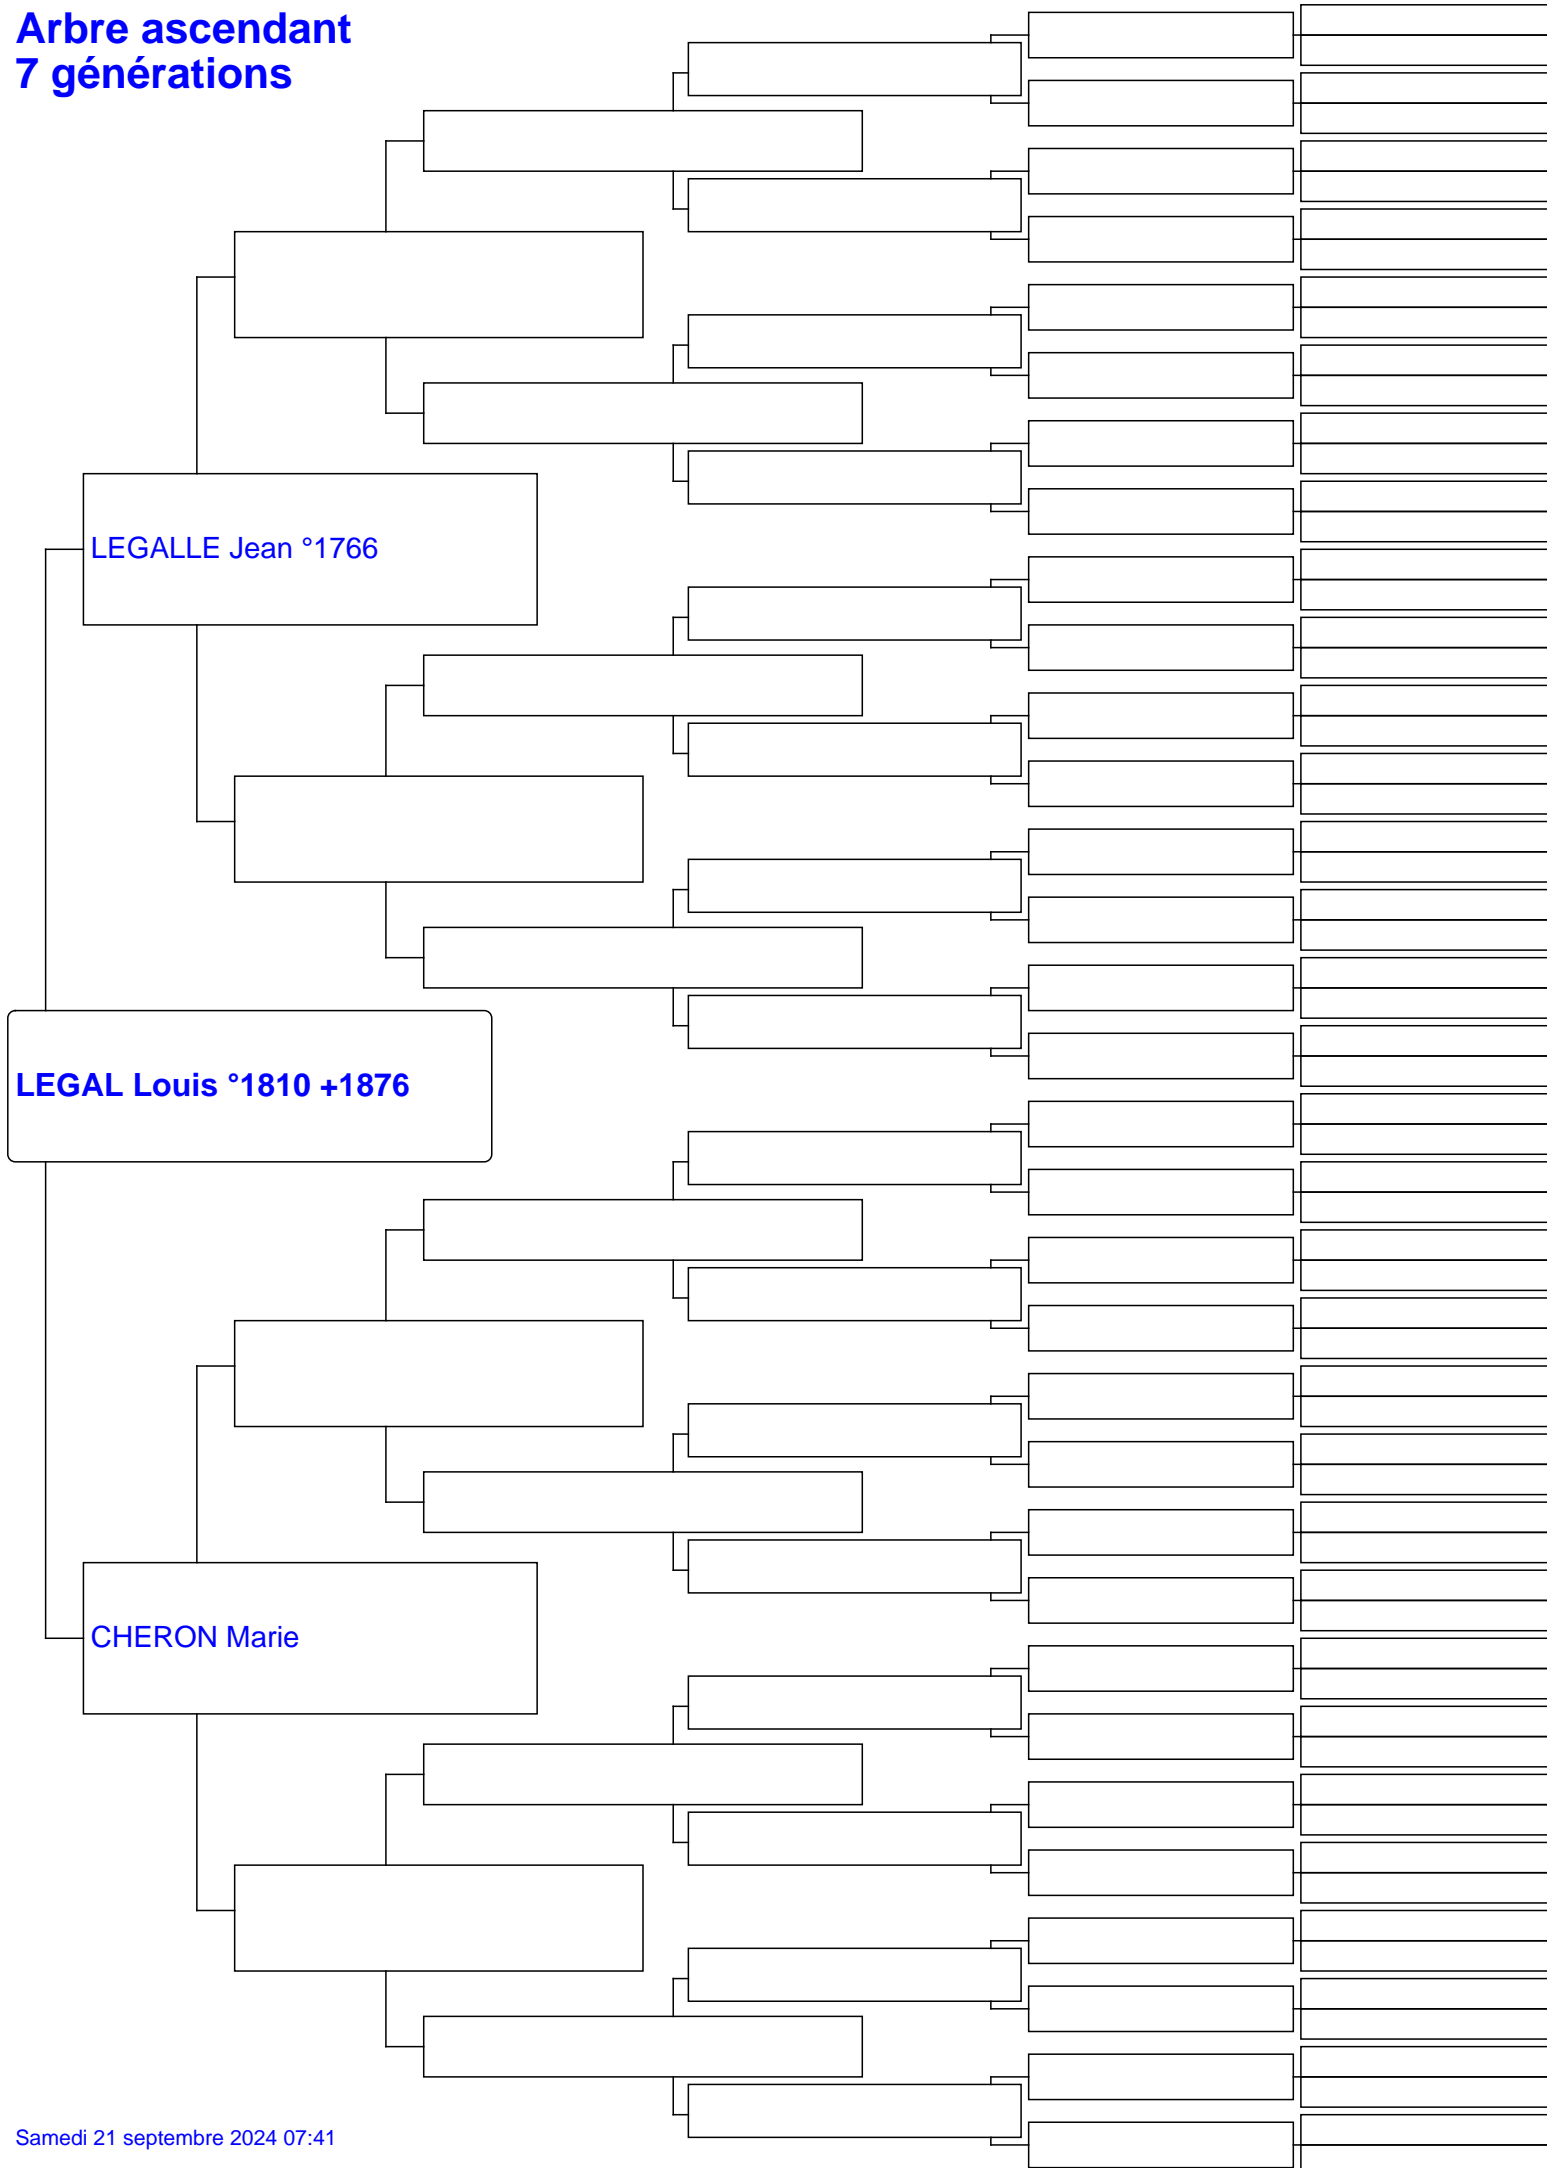 Arbre ascendant
7 générations
LEGALLE Jean °1766
LEGAL Louis °1810 +1876
CHERON Marie
Samedi 21 septembre 2024 07:41